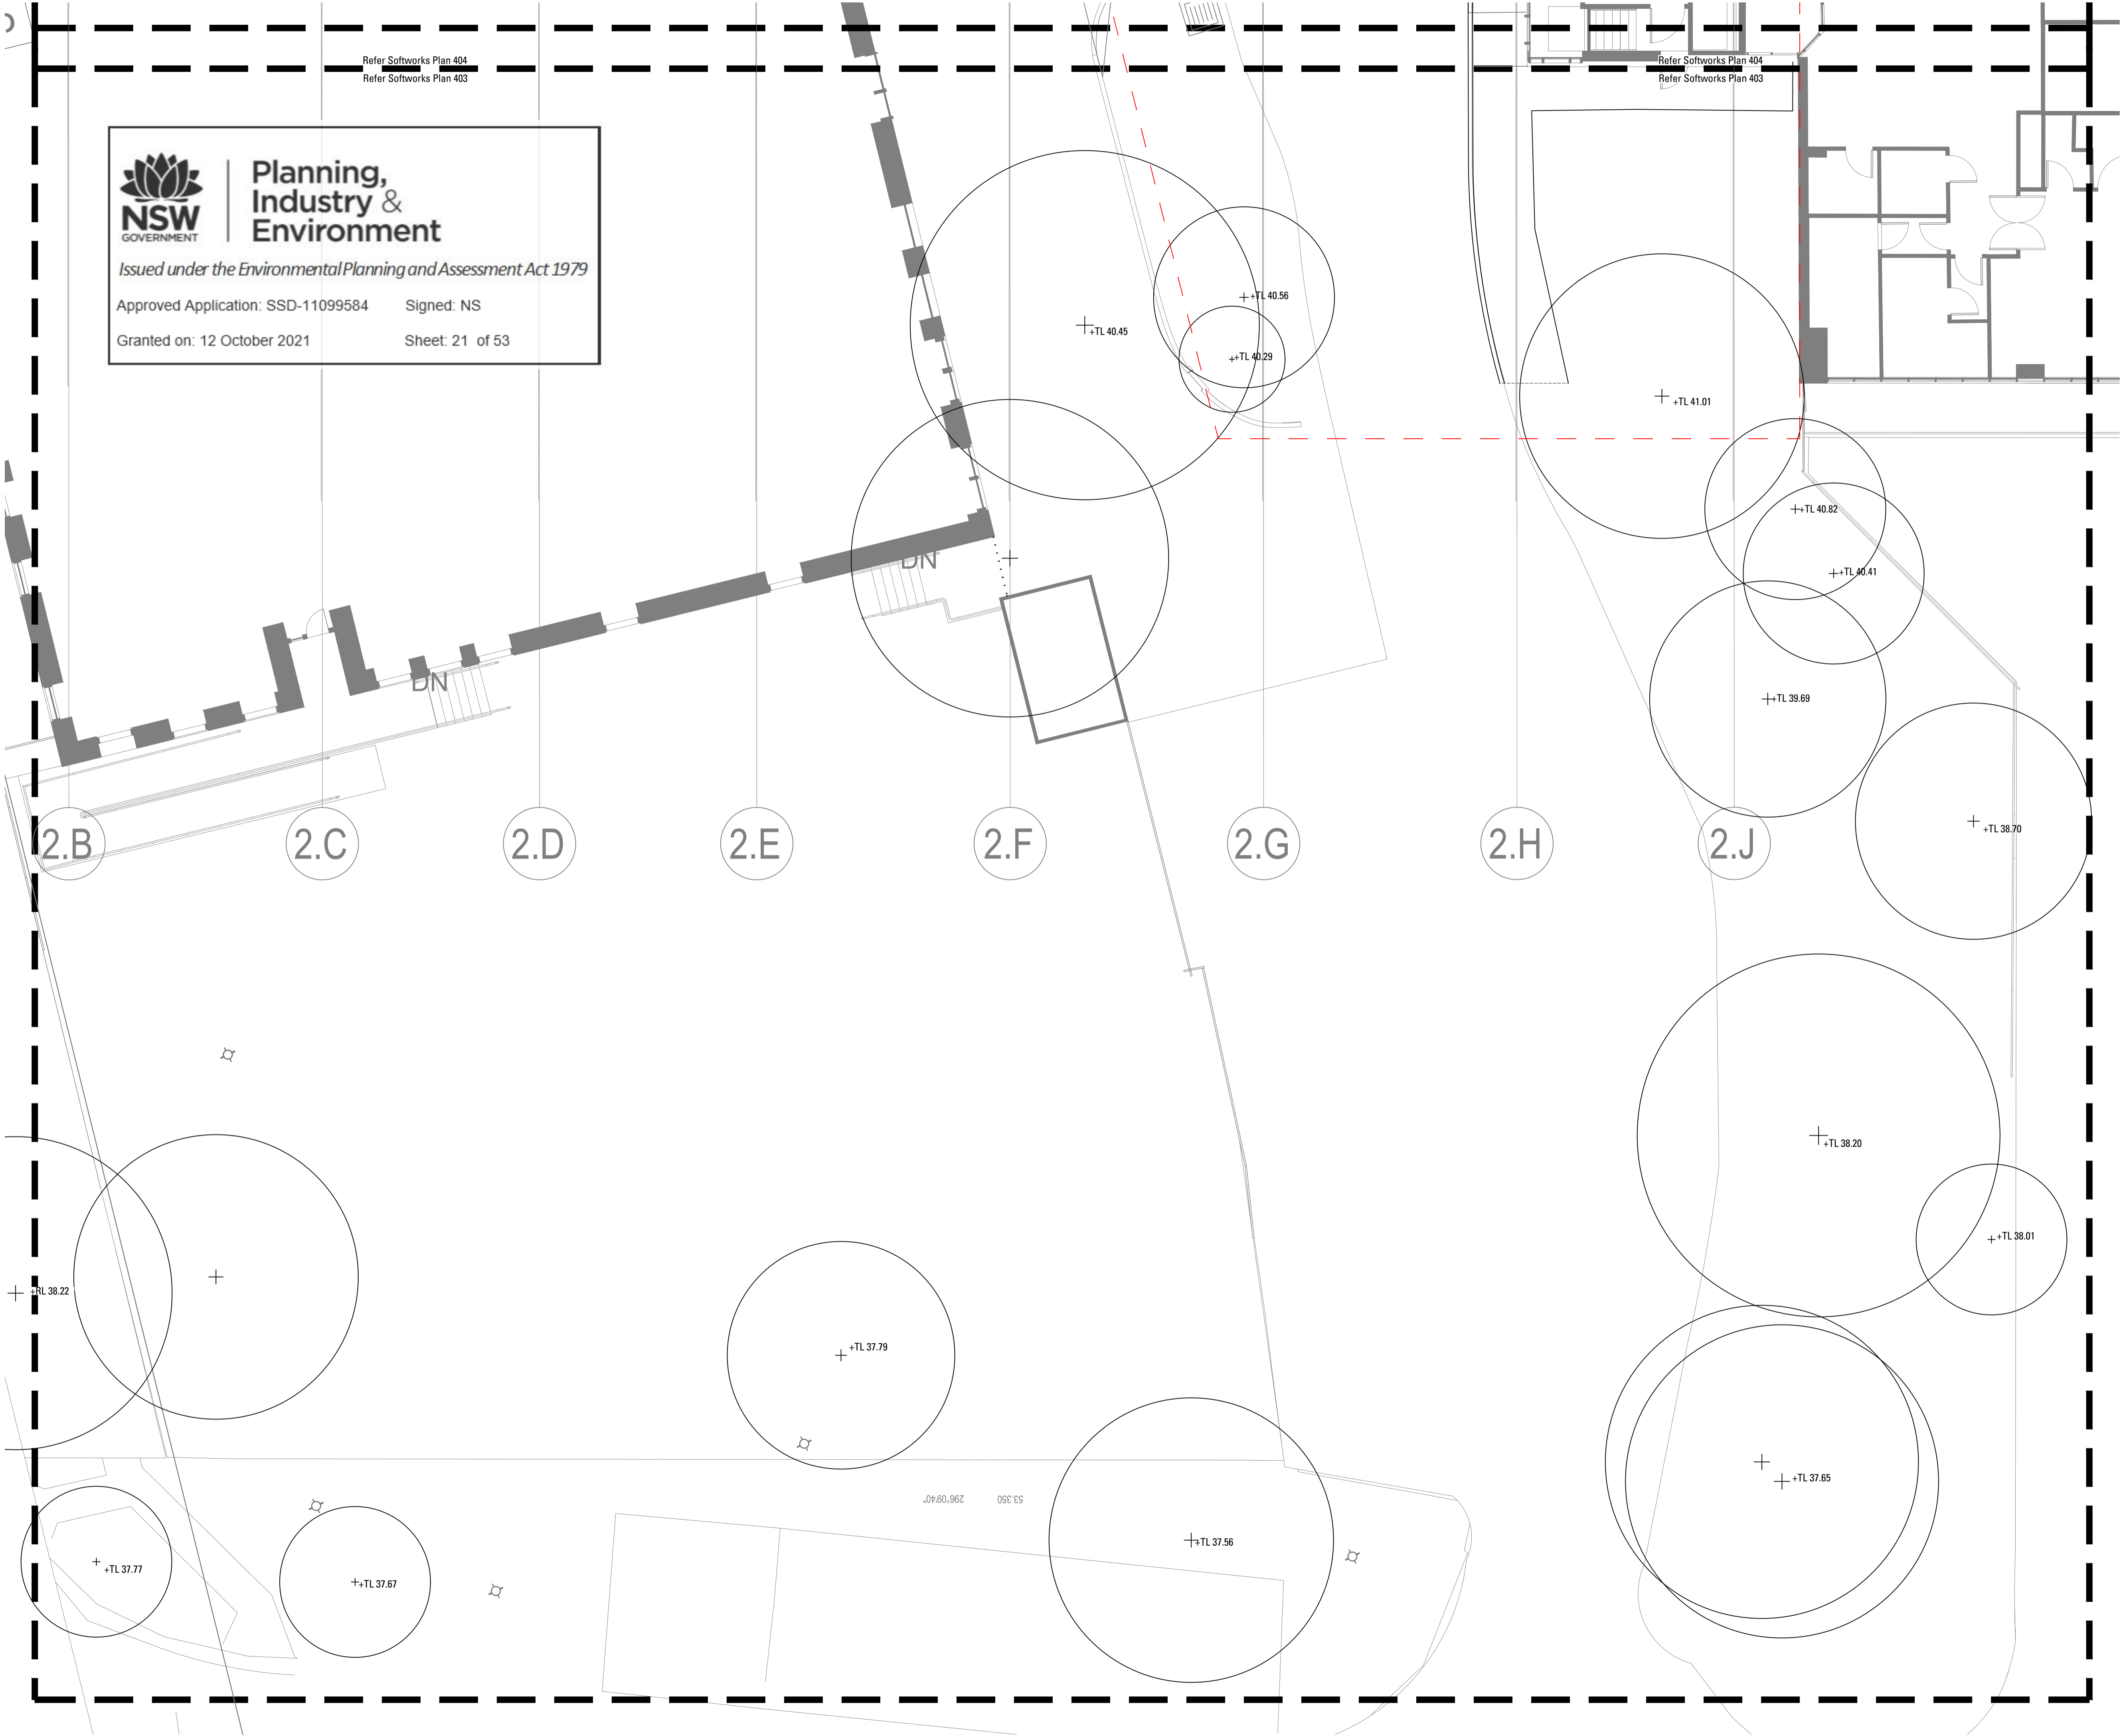 Refer Softworks Plan 404
Refer Softworks Plan 403
Refer Softworks Plan 404
Refer Softworks Plan 403
NSW
GOVERNMENT
Planning,
Industry &
Environment
Issued under the Environmental Planning and Assessment Act 1979
Approved Application: SSD-11099584 Signed: NS
Granted on: 12 October 2021 Sheet: 21 of 53
+TL 40.56
+TL 40.45
+TL 40.29
+TL 41.01
+TL 40.82
DN
+TL 40.41
DN
+TL 39.69
+TL 38.70
2.B
2.C
2.D
2.E
2.F
2.G
2.H
2.J
+TL 38.20
+TL 38.01
+RL 38.22
+TL 37.79
+TL 37.65
296°09'40" 53.350
+TL 37.56
+TL 37.77
+TL 37.67